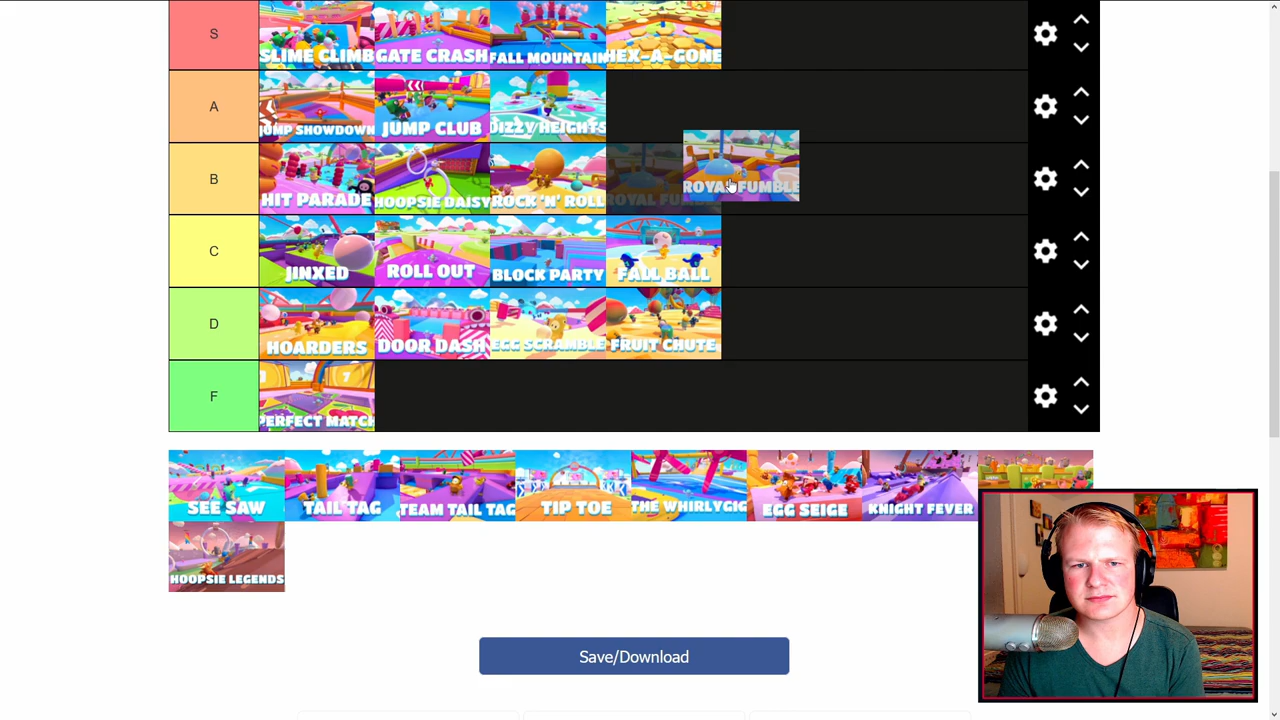 S
SLIME CLIMB
GATE CRASH
FALL MOUNTAIN
HEX-A-GONE
A
JUMP SHOWDOWN
JUMP CLUB
DIZZY HEIGHTS
B
HIT PARADE
HOOPSIE DAISY
ROCK 'N' ROLL
ROYAL FUMBLE
ROYAL FUMBLE
C
JINXED
ROLL OUT
BLOCK PARTY
FALL BALL
D
HOARDERS
DOOR DASH
EGG SCRAMBLE
FRUIT CHUTE
F
PERFECT MATCH
SEE SAW
TAIL TAG
TEAM TAIL TAG
TIP TOE
THE WHIRLYGIG
EGG SEIGE
KNIGHT FEVER
HOOPSIE LEGENDS
Save/Download